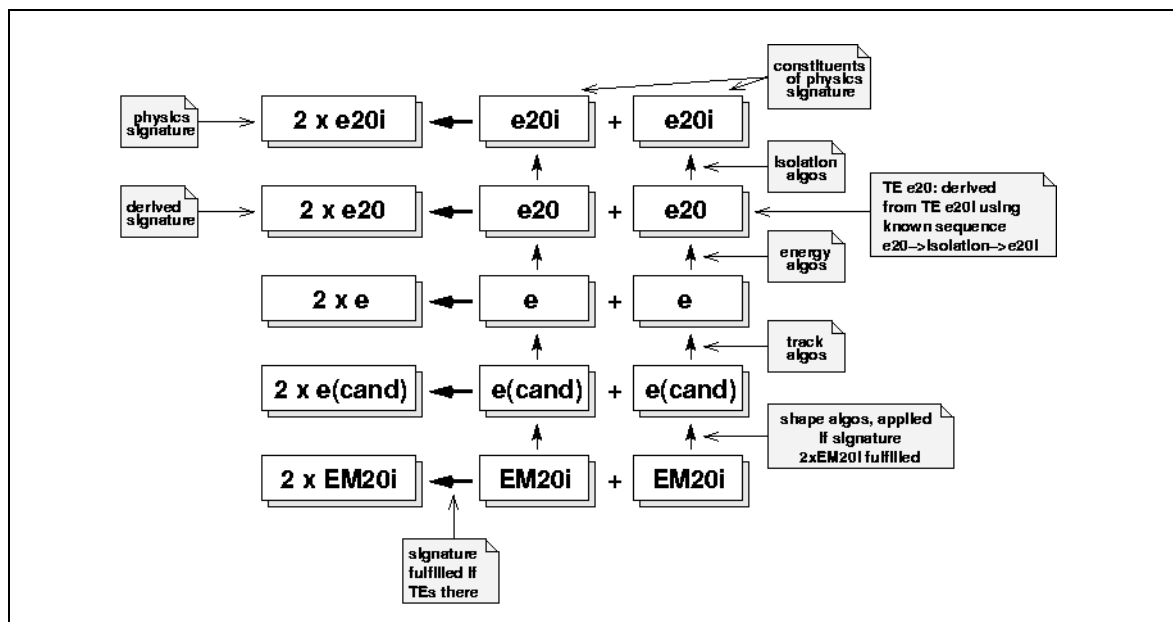 constituents
of physics
signature
physics
signature
2 x e20i
e20i
+
e20i
isolation
algos
derived
signature
2 x e20
e20
+
e20
TE e20: derived
from TE e20i using
known sequence
e20->isolation->e20i
energy
algos
2 x e
e
+
e
track
algos
2 x e(cand)
e(cand)
+
e(cand)
shape algos, applied
if signature
2xEM20i fulfilled
2 x EM20i
EM20i
+
EM20i
signature
fulfilled if
TEs there